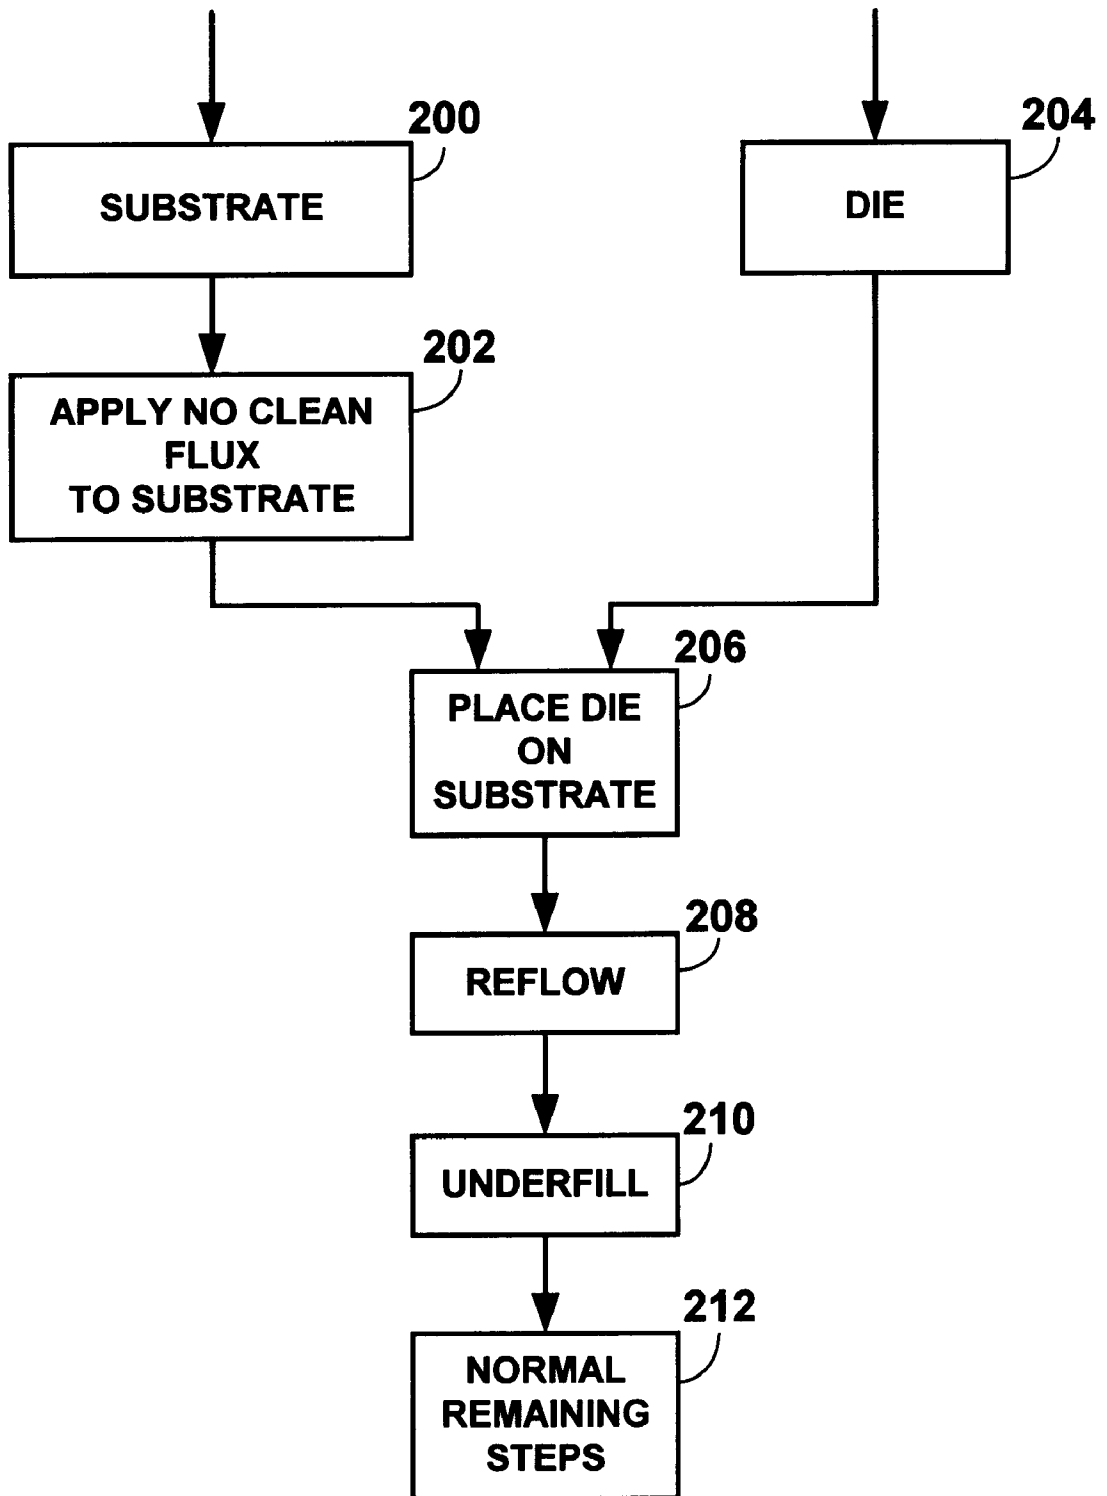 200
SUBSTRATE
204
DIE
202
APPLY NO CLEAN
FLUX
TO SUBSTRATE
206
PLACE DIE
ON
SUBSTRATE
208
REFLOW
210
UNDERFILL
212
NORMAL
REMAINING
STEPS